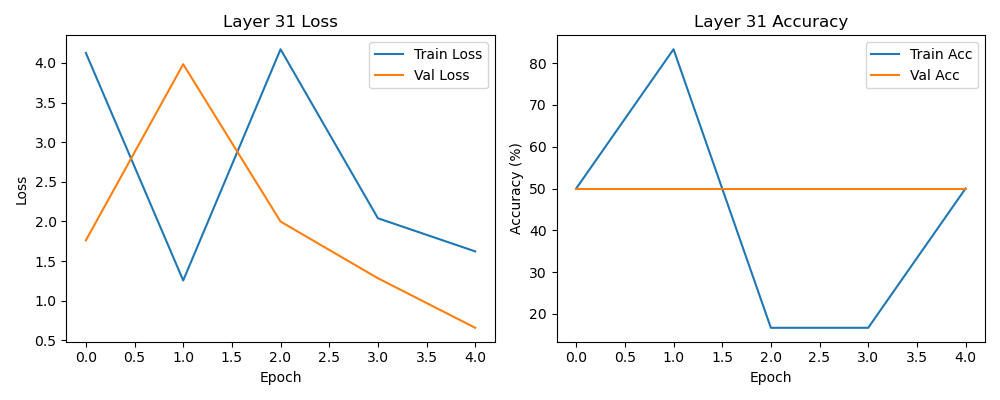 Layer 31 Loss
Train Loss
Val Loss
4.0
3.5
3.0
2.5
2.0
1.5
1.0
0.5
Loss
0.0 0.5 1.0 1.5 2.0 2.5 3.0 3.5 4.0
Epoch
Layer 31 Accuracy
Train Acc
Val Acc
80
70
60
50
40
30
20
Accuracy (%)
0.0 0.5 1.0 1.5 2.0 2.5 3.0 3.5 4.0
Epoch